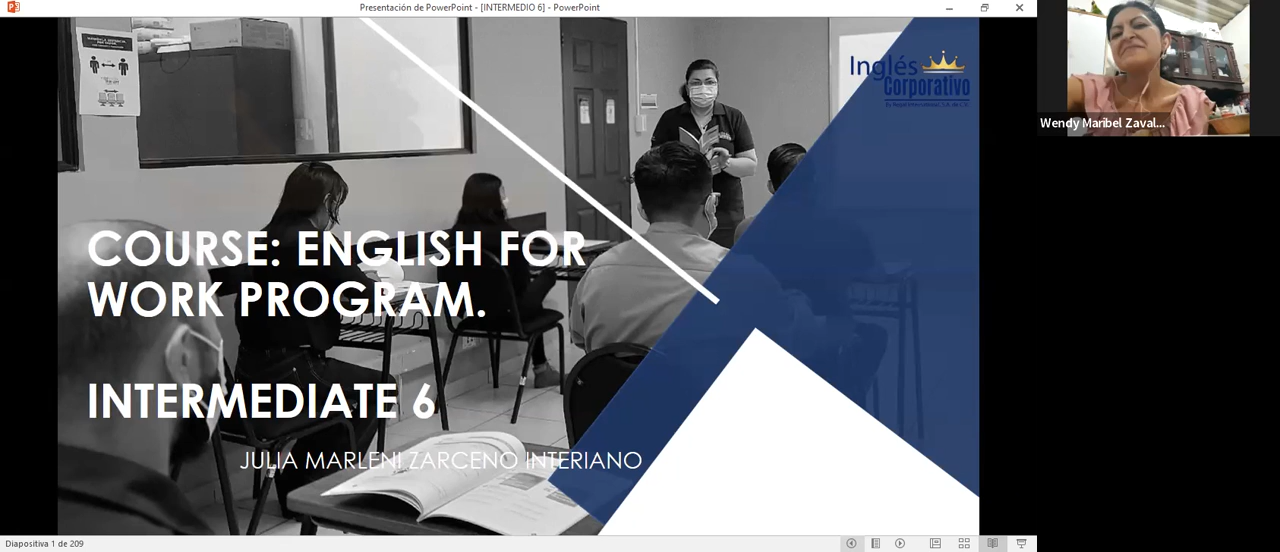 Presentación de PowerPoint - [INTERMEDIO 6] - PowerPoint
Inglés
Corporativo
COURSE: ENGLISH FOR
WORK PROGRAM.
INTERMEDIATE 6
JULIA MARLENI ZARCENO INTERIANO
Wendy Maribel Zaval...
Diapositiva 1 de 209